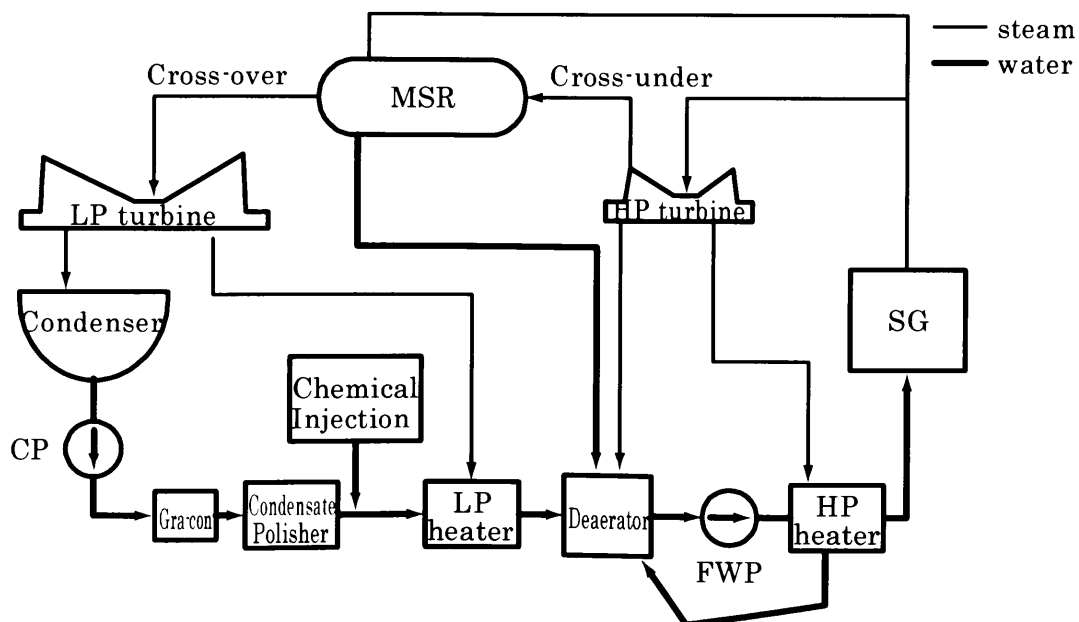 steam
water
Cross-over
MSR
Cross-under
LP turbine
HP turbine
Condenser
SG
Chemical
Injection
CP
Gra-con
Condensate
Polisher
LP
heater
Deaerator
FWP
HP
heater